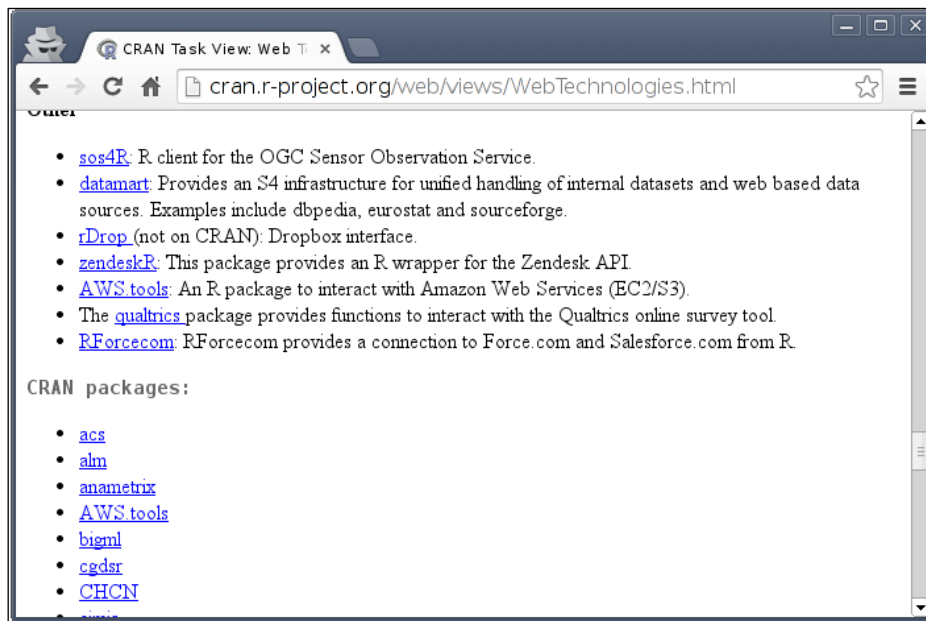 CRAN Task View: Web T
cran.r-project.org/web/views/WebTechnologies.html
Other
• sos4R: R client for the OGC Sensor Observation Service.
• datamart: Provides an S4 infrastructure for unified handling of internal datasets and web based data
sources. Examples include dbpedia, eurostat and sourceforge.
• rDrop (not on CRAN): Dropbox interface.
• zendeskR: This package provides an R wrapper for the Zendesk API.
• AWS.tools: An R package to interact with Amazon Web Services (EC2/S3).
• The qualtrics package provides functions to interact with the Qualtrics online survey tool.
• RForcecom: RForcecom provides a connection to Force.com and Salesforce.com from R.
CRAN packages:
• acs
• alm
• anametrix
• AWS.tools
• bigml
• cgdsr
• CHCN